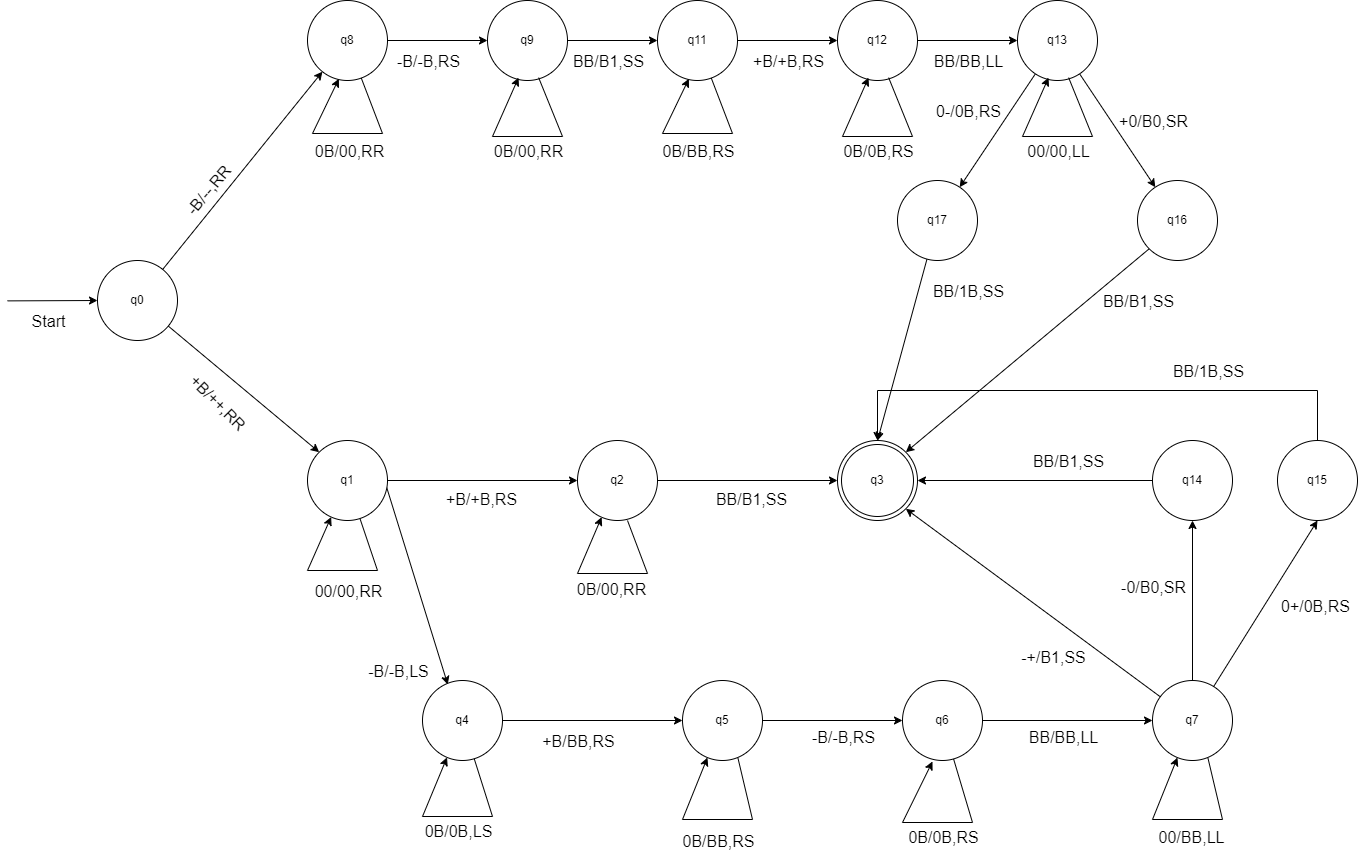 q8
q9
q11
q12
q13
-B/-B,RS
BB/B1,SS
+B/+B,RS
BB/BB,LL
0B/00,RR
0B/00,RR
0B/BB,RS
0B/0B,RS
00/00,LL
0-/0B,RS
+0/B0,SR
-B/--,RR
q17
q16
q0
Start
BB/1B,SS
BB/B1,SS
+B/++,RR
BB/1B,SS
q1
q2
q3
q14
q15
+B/+B,RS
BB/B1,SS
BB/B1,SS
00/00,RR
0B/00,RR
-0/B0,SR
0+/0B,RS
-B/-B,LS
-+/B1,SS
q4
q5
q6
q7
+B/BB,RS
-B/-B,RS
BB/BB,LL
0B/0B,LS
0B/BB,RS
0B/0B,RS
00/BB,LL